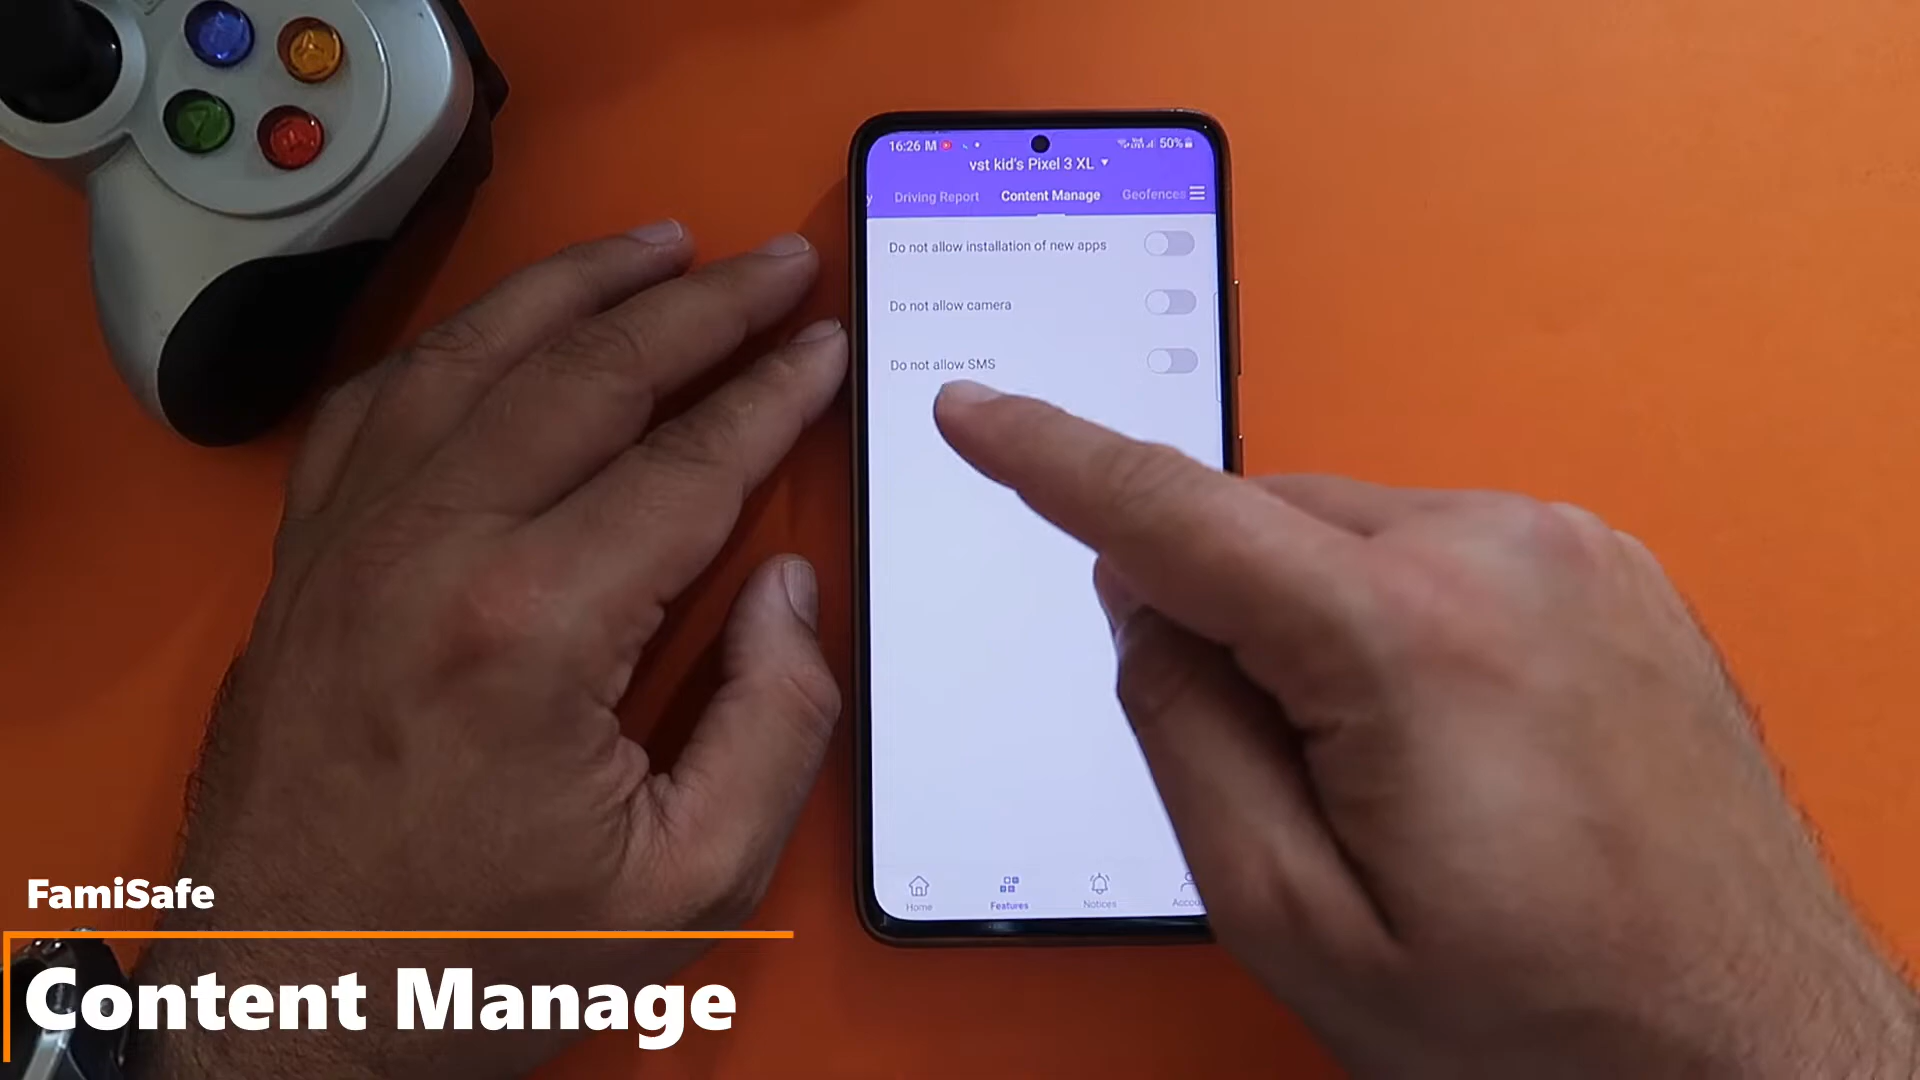 16:26 M 50%
vst kid's Pixel 3 XL
y Driving Report Content Manage Geofences
Do not allow installation of new apps
Do not allow camera
Do not allow SMS
Home Features Notices Accou
FamiSafe
Content Manage